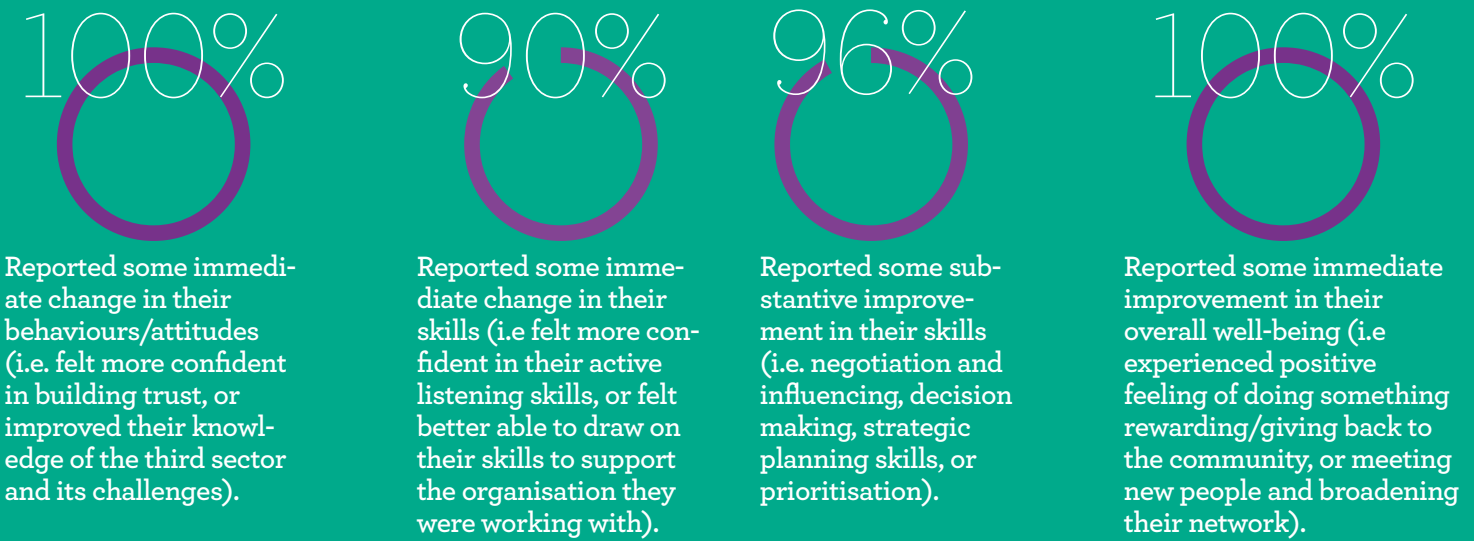 100%
Reported some immedi-
ate change in their
behaviours/attitudes
(i.e. felt more confident
in building trust, or
improved their knowl-
edge of the third sector
and its challenges).
90%
Reported some imme-
diate change in their
skills (i.e felt more con-
fident in their active
listening skills, or felt
better able to draw on
their skills to support
the organisation they
were working with).
96%
Reported some sub-
stantive improve-
ment in their skills
(i.e. negotiation and
influencing, decision
making, strategic
planning skills, or
prioritisation).
100%
Reported some immediate
improvement in their
overall well-being (i.e
experienced positive
feeling of doing something
rewarding/giving back to
the community, or meeting
new people and broadening
their network).